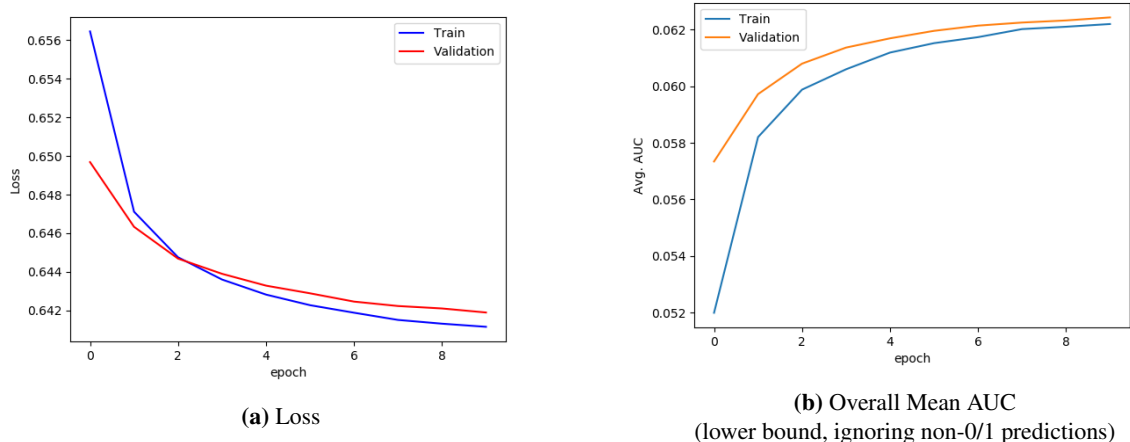 0.656
0.654
0.652
0.650
0.648
0.646
0.644
0.642
Loss
0 2 4 6 8
epoch
Train
Validation
(a) Loss
0.062
0.060
0.058
0.056
0.054
0.052
Avg. AUC
0 2 4 6 8
epoch
Train
Validation
(b) Overall Mean AUC
(lower bound, ignoring non-0/1 predictions)